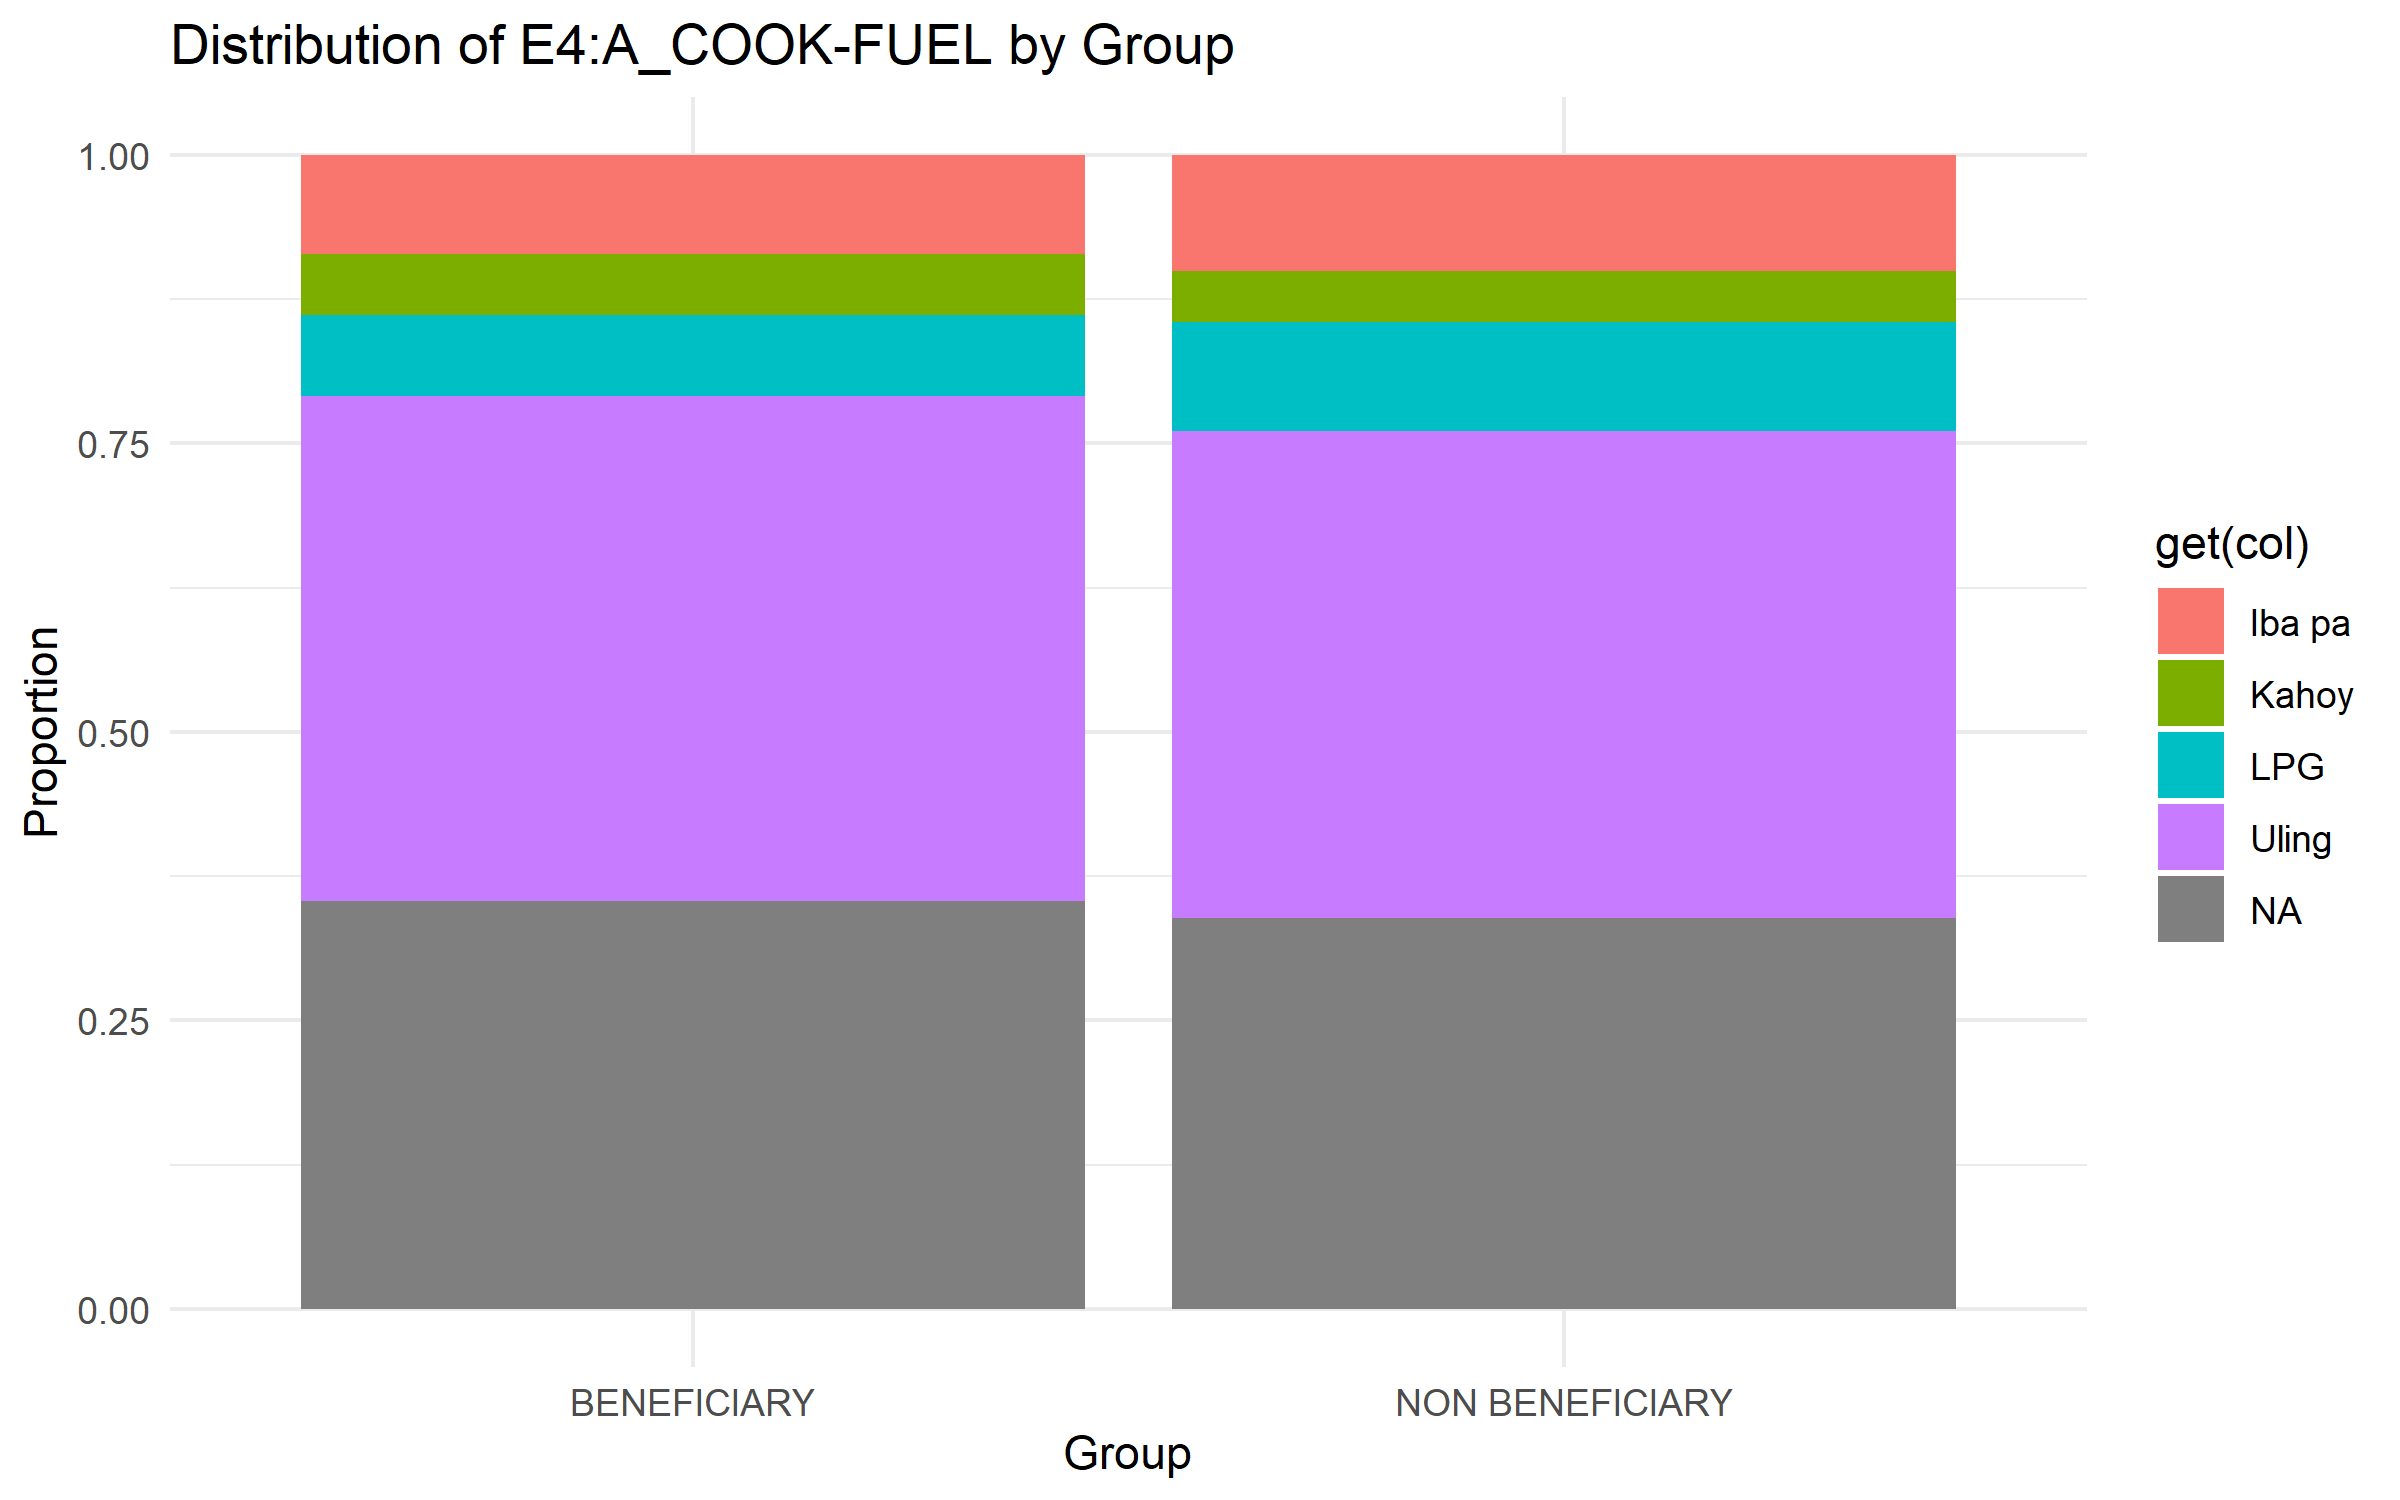 Distribution of E4:A_COOK-FUEL by Group
1.00
0.75
0.50
0.25
0.00
Proportion
BENEFICIARY
NON BENEFICIARY
Group
get(col)
Iba pa
Kahoy
LPG
Uling
NA